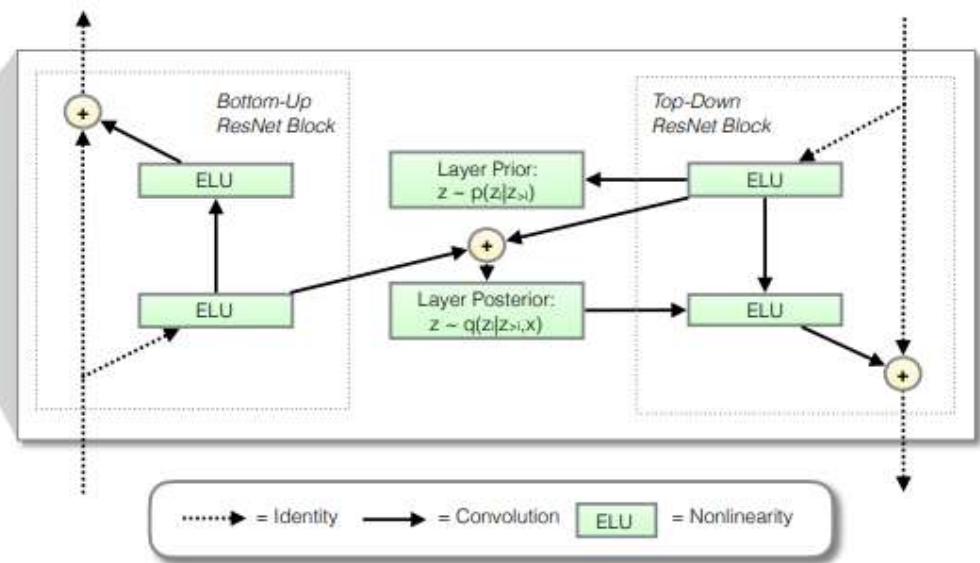 Bottom-Up
ResNet Block
Top-Down
ResNet Block
+
ELU
Layer Prior:
z ~ p(zᵢ|z>ᵢ)
ELU
+
ELU
Layer Posterior:
z ~ q(zᵢ|z>ᵢ,x)
ELU
+
= Identity
= Convolution
ELU
= Nonlinearity